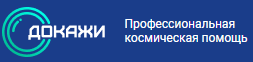 ДОКАЖИ
Профессиональная
космическая помощь